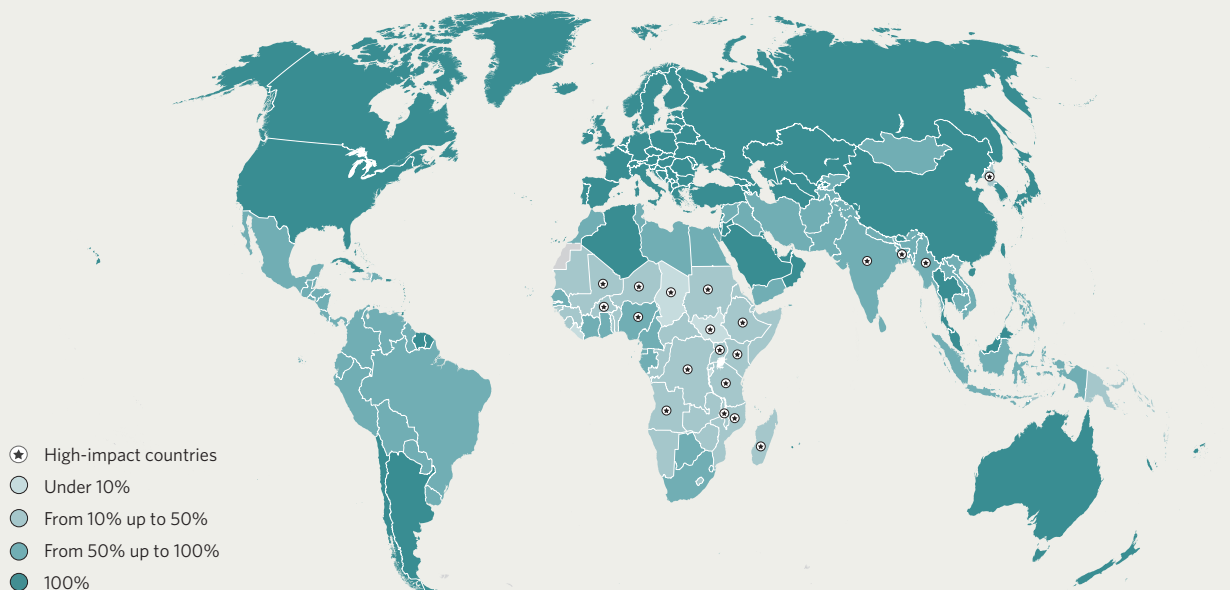 High-impact countries
Under 10%
From 10% up to 50%
From 50% up to 100%
100%